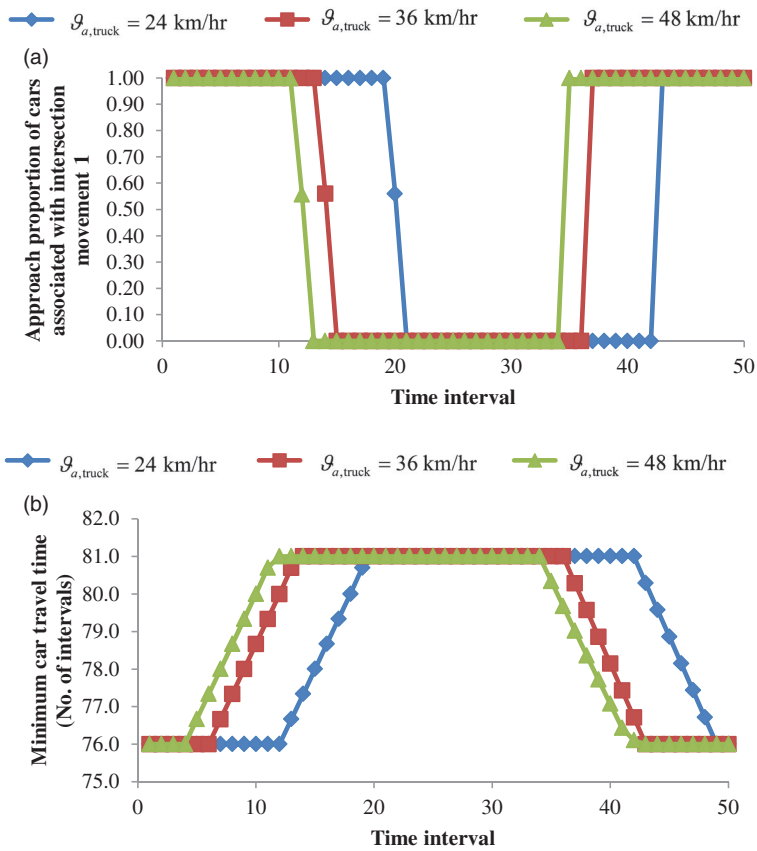 𝜗a,truck = 24 km/hr 𝜗a,truck = 36 km/hr 𝜗a,truck = 48 km/hr
(a)
Approach proportion of cars
associated with intersection
movement 1
1.00
0.90
0.80
0.70
0.60
0.50
0.40
0.30
0.20
0.10
0.00
0 10 20 30 40 50
Time interval
𝜗a,truck = 24 km/hr 𝜗a,truck = 36 km/hr 𝜗a,truck = 48 km/hr
(b)
Minimum car travel time
(No. of intervals)
82.0
81.0
80.0
79.0
78.0
77.0
76.0
75.0
0 10 20 30 40 50
Time interval